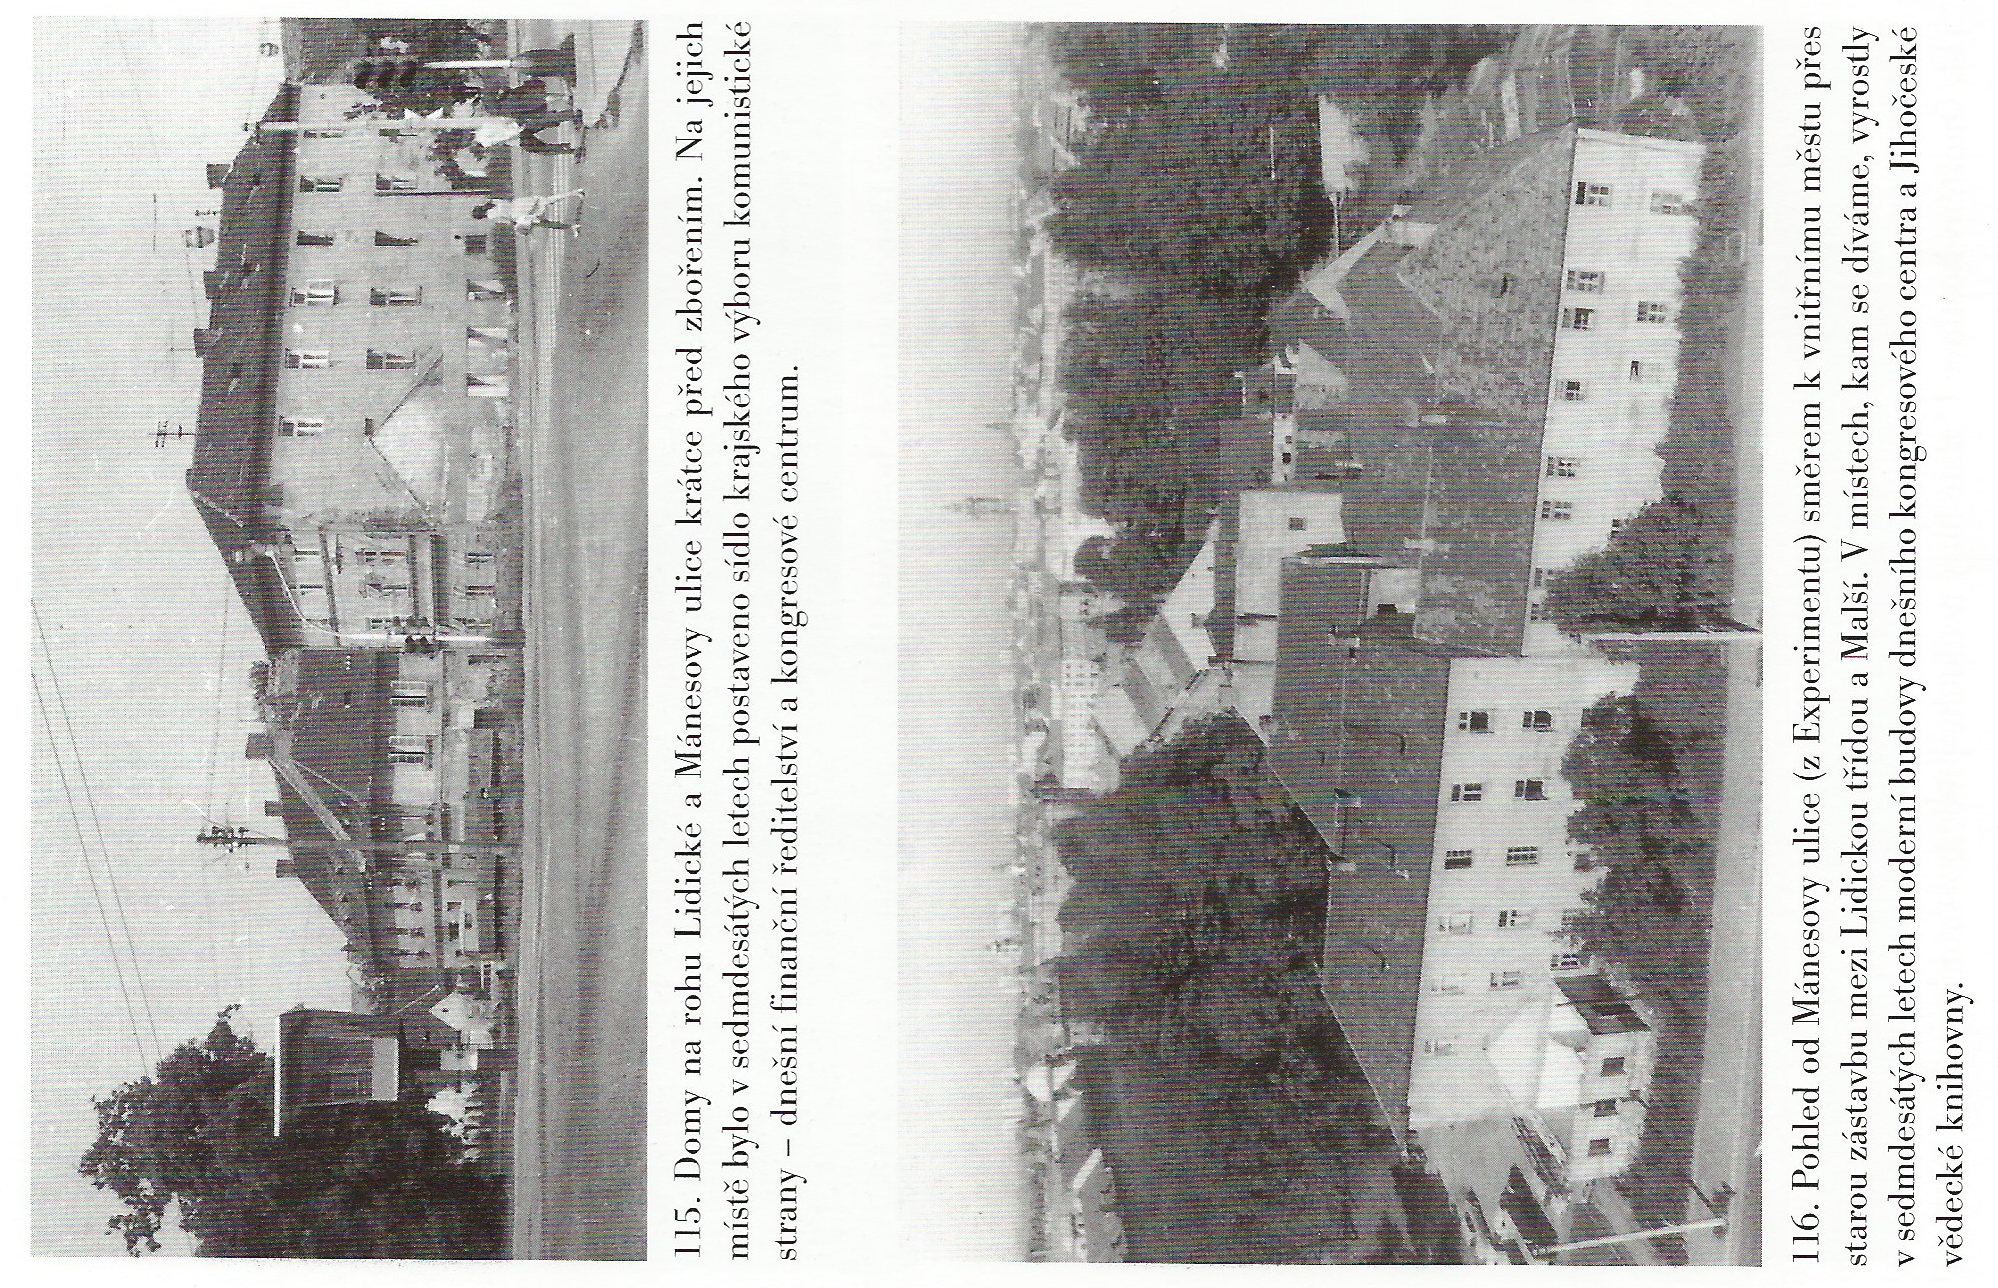 115. Domy na rohu Lidické a Mánesovy ulice krátce před zbořením. Na jejich
místě bylo v sedmdesátých letech postaveno sídlo krajského výboru komunistické
strany – dnešní finanční ředitelství a kongresové centrum.
116. Pohled od Mánesovy ulice (z Experimentu) směrem k vnitřnímu městu přes
starou zástavbu mezi Lidickou třídou a Malší. V místech, kam se díváme, vyrostly
v sedmdesátých letech moderní budovy dnešního kongresového centra a Jihočeské
vědecké knihovny.